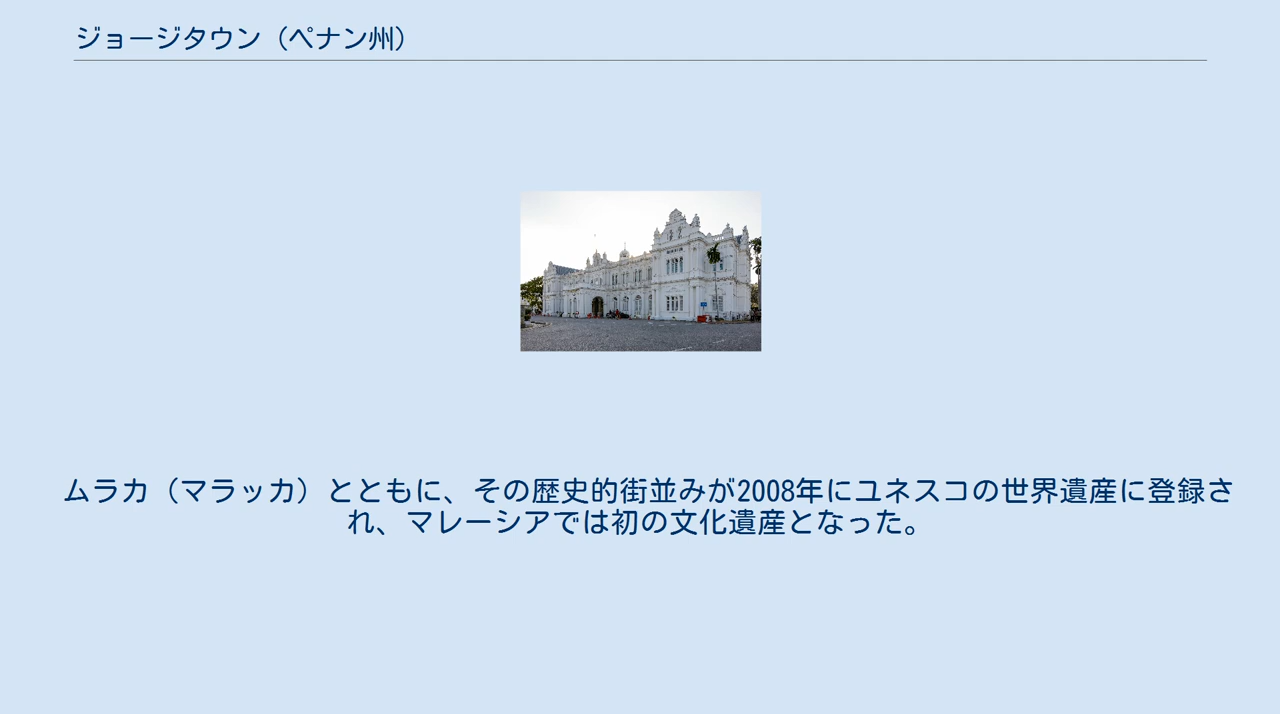 ジョージタウン（ペナン州）
ムラカ（マラッカ）とともに、その歴史的街並みが2008年にユネスコの世界遺産に登録さ
れ、マレーシアでは初の文化遺産となった。